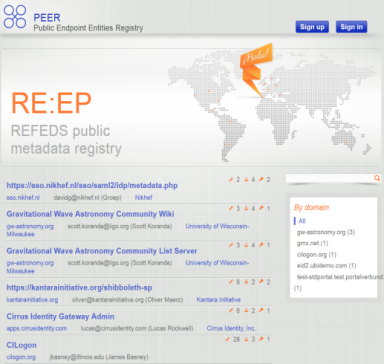 PEER
Public Endpoint Entities Registry
Sign up
Sign in
¡Hola!
RE:EP
REFEDS public
metadata registry
https://sso.nikhef.nl/sso/saml2/idp/metadata.php
2 4 2
sso.nikhef.nl davidg@nikhef.nl (Groep) Nikhef
Gravitational Wave Astronomy Community Wiki
3 4 1
gw-astronomy.org scott.koranda@ligo.org (Scott Koranda) University of Wisconsin-
Milwaukee
Gravitational Wave Astronomy Community List Server
3 4 1
gw-astronomy.org scott.koranda@ligo.org (Scott Koranda) University of Wisconsin-
Milwaukee
https://kantarainitiative.org/shibboleth-sp
6 2 2
kantarainitiative.org oliver@kantarainitiative.org (Oliver Maerz) Kantara Initiative
Cirrus Identity Gateway Admin
6 4 1
apps.cirrusidentity.com lucas@cirrusidentity.com (Lucas Rockwell) Cirrus Identity, Inc.
CILogon
28 3 1
cilogon.org jbasney@illinois.edu (James Basney)
By domain
All
gw-astronomy.org (3)
gmx.net (1)
cilogon.org (1)
eid2.ubidemo.com (1)
test-stdportal.test.portalverbund.
(1)